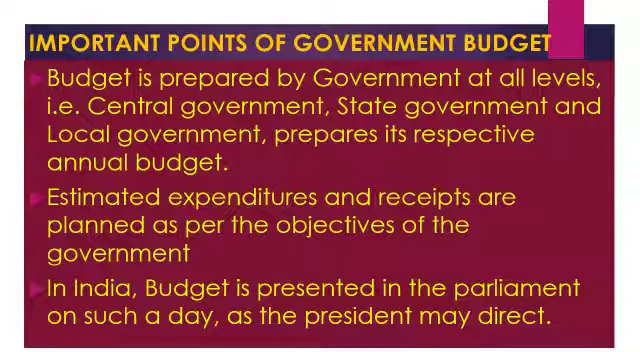 IMPORTANT POINTS OF GOVERNMENT BUDGET
Budget is prepared by Government at all levels,
i.e. Central government, State government and
Local government, prepares its respective
annual budget.
Estimated expenditures and receipts are
planned as per the objectives of the
government
In India, Budget is presented in the parliament
on such a day, as the president may direct.